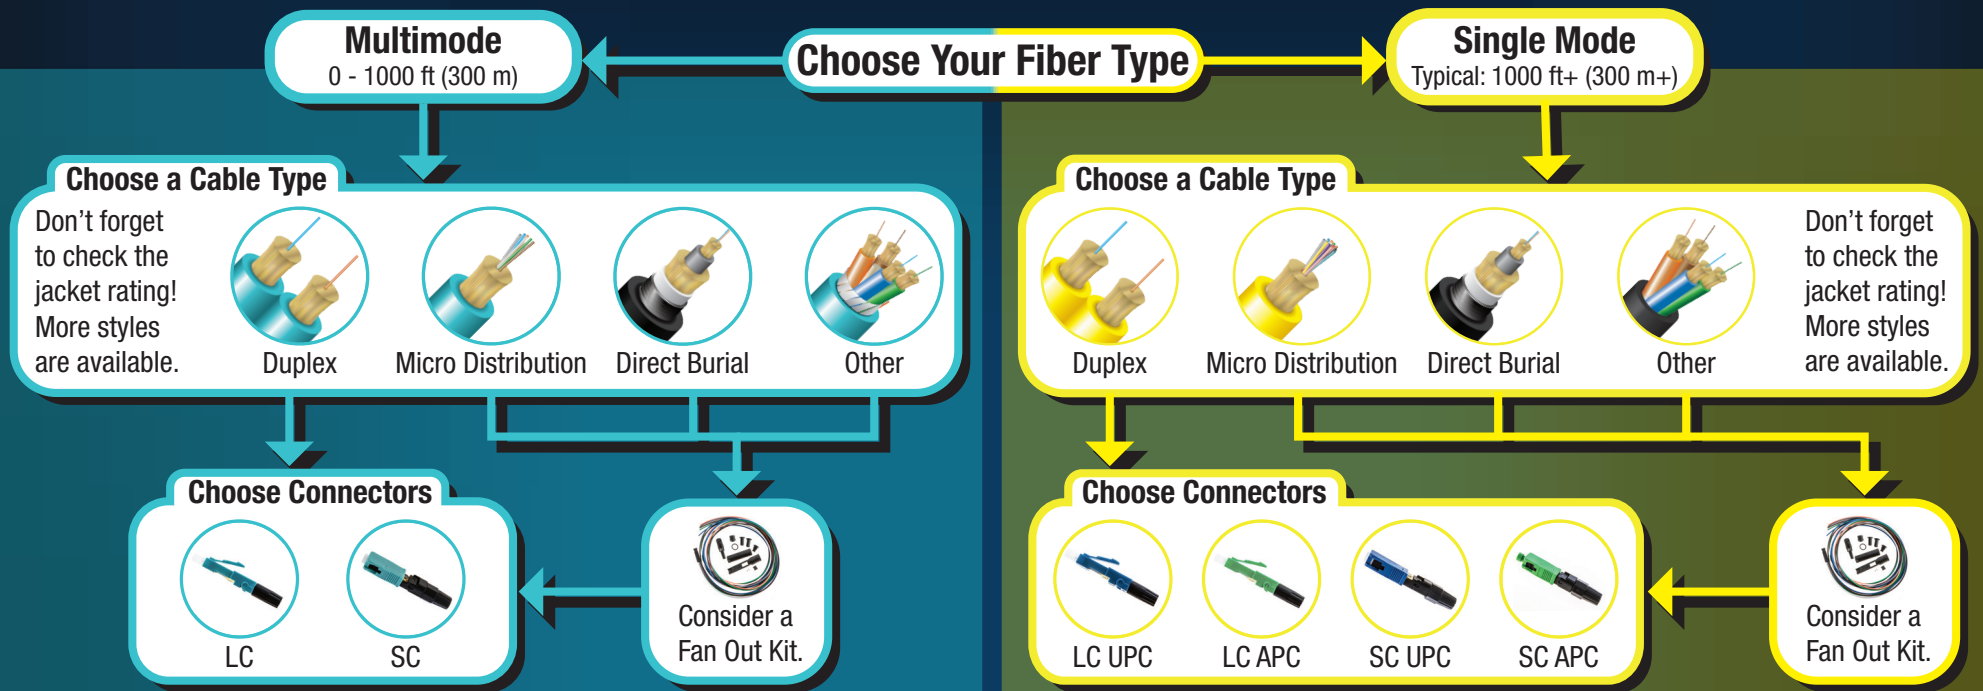 Choose Your Fiber Type
Multimode
0 - 1000 ft (300 m)
Choose a Cable Type
Don’t forget
to check the
jacket rating!
More styles
are available.
Duplex
Micro Distribution
Direct Burial
Other
Choose Connectors
LC
SC
Consider a
Fan Out Kit.
Single Mode
Typical: 1000 ft+ (300 m+)
Choose a Cable Type
Duplex
Micro Distribution
Direct Burial
Other
Don’t forget
to check the
jacket rating!
More styles
are available.
Choose Connectors
LC UPC
LC APC
SC UPC
SC APC
Consider a
Fan Out Kit.